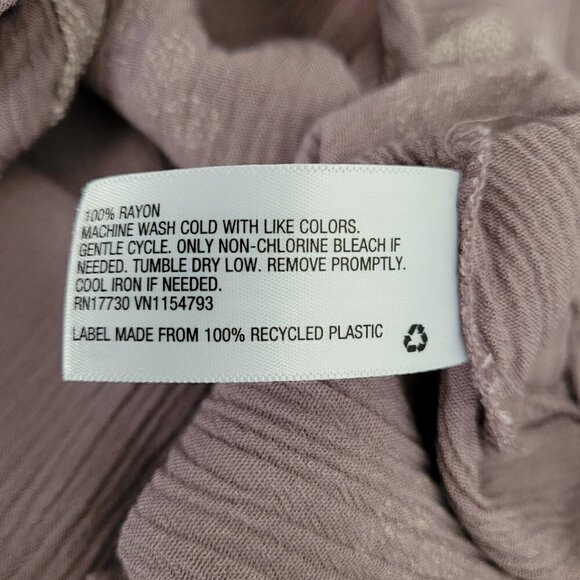 100% RAYON
MACHINE WASH COLD WITH LIKE COLORS.
GENTLE CYCLE. ONLY NON-CHLORINE BLEACH IF
NEEDED. TUMBLE DRY LOW. REMOVE PROMPTLY.
COOL IRON IF NEEDED.
RN17730 VN1154793
LABEL MADE FROM 100% RECYCLED PLASTIC